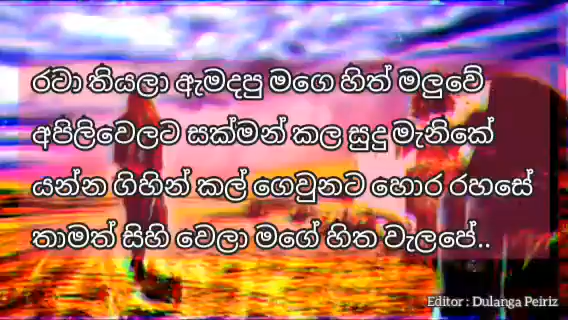 රටා තියලා ඇමදපු මගෙ හිත් මලුවේ
අපිලිවෙලට සක්මන් කල සුදු මැනිකේ
යන්න ගිහින් කල් ගෙවුනට හොර රහසේ
තාමත් සිහි වෙලා මගේ හිත වැලපේ..
Editor : Dulanga Peiriz